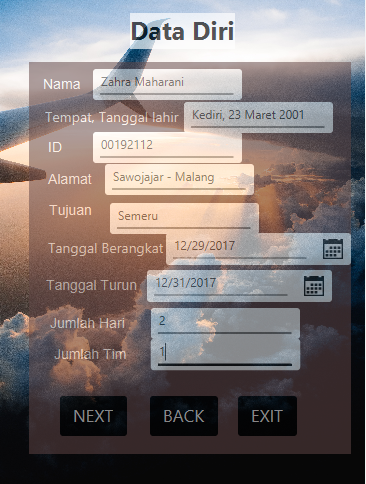 Data Diri
Nama Zahra Maharani
Tempat, Tanggal lahir Kediri, 23 Maret 2001
ID 00192112
Alamat Sawojajar - Malang
Tujuan Semeru
Tanggal Berangkat 12/29/2017
Tanggal Turun 12/31/2017
Jumlah Hari 2
Jumlah Tim 1
NEXT BACK EXIT